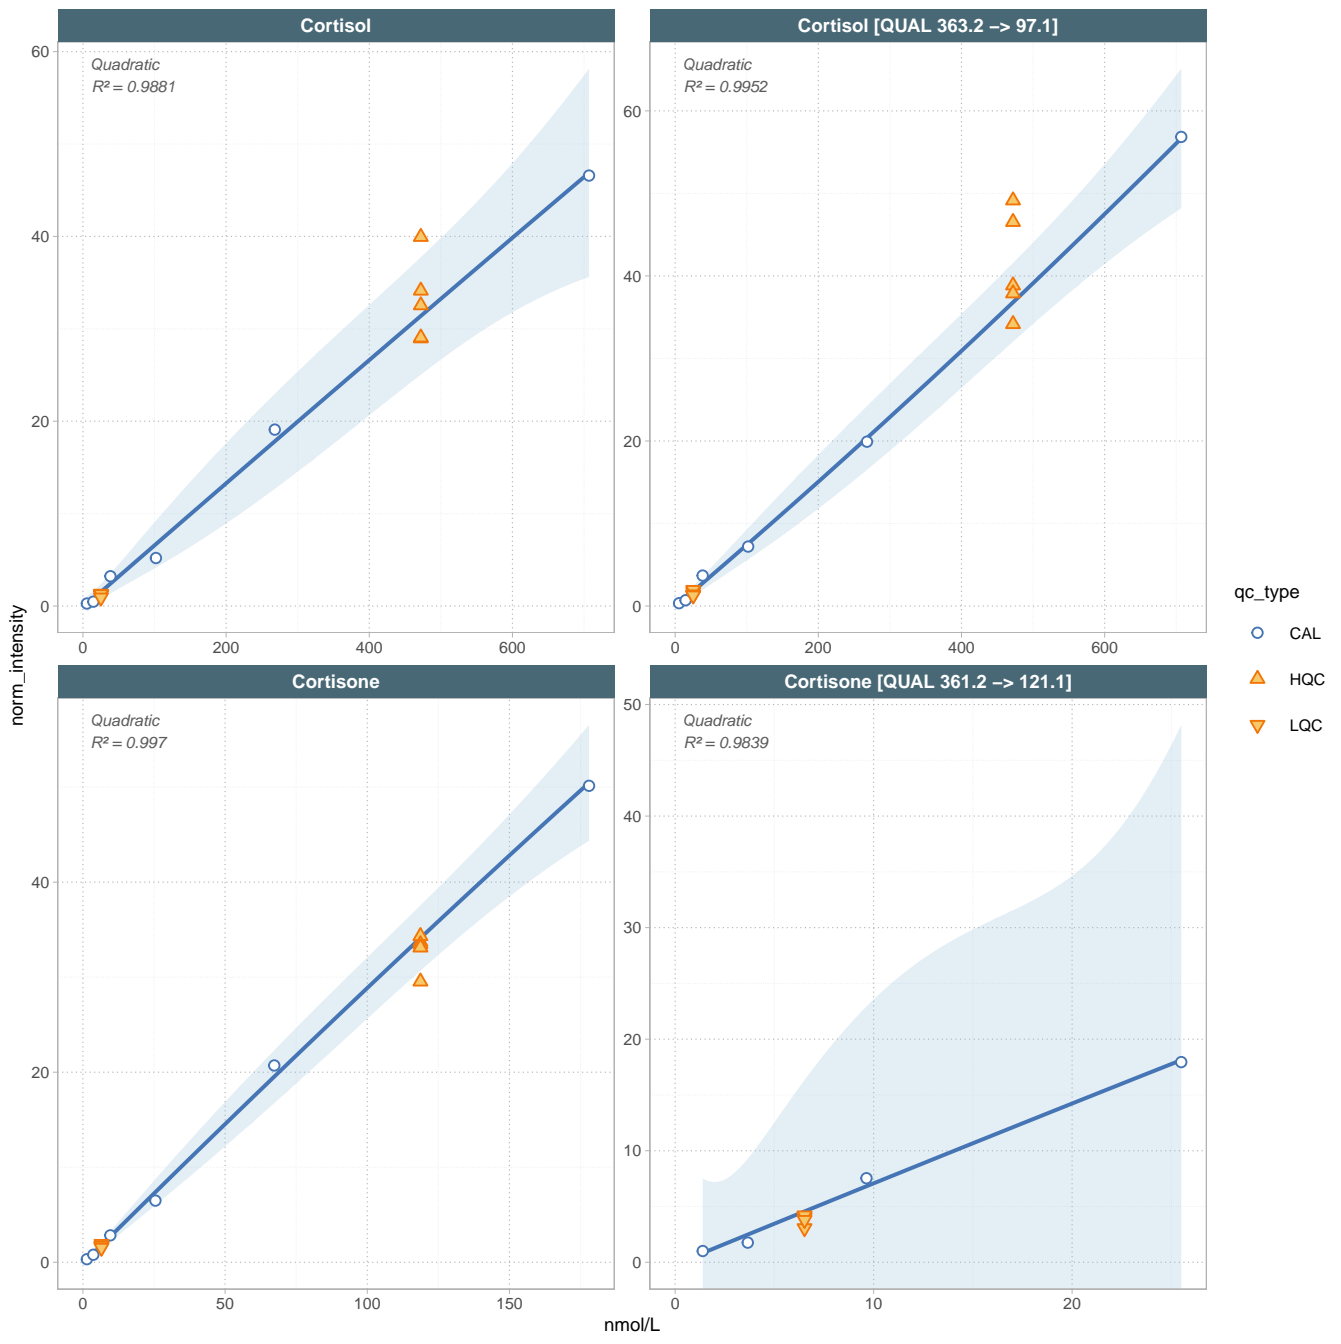 Cortisol
Cortisol [QUAL 363.2 −> 97.1]
60
40
20
0
Quadratic
R² = 0.9881
0 200 400 600
60
40
20
0
Quadratic
R² = 0.9952
0 200 400 600
Cortisone
Cortisone [QUAL 361.2 −> 121.1]
40
20
0
Quadratic
R² = 0.997
0 50 100 150
50
40
30
20
10
0
Quadratic
R² = 0.9839
0 10 20
norm_intensity
nmol/L
qc_type
CAL
HQC
LQC